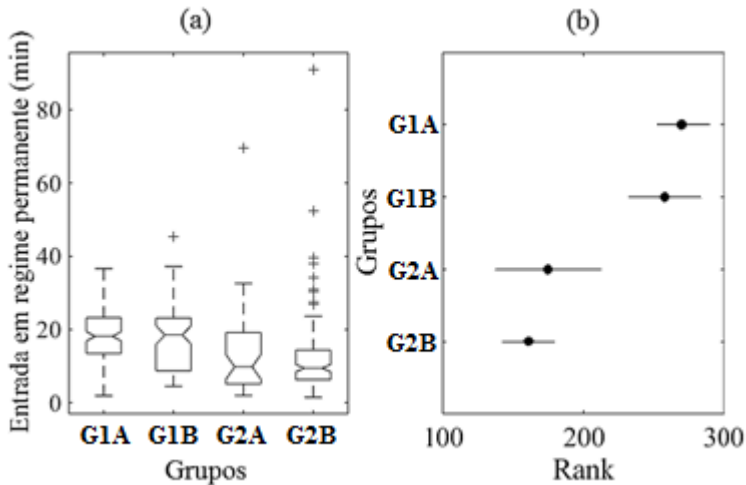 (a)
Entrada em regime permanente (min)
80
60
40
20
0
G1A G1B G2A G2B
Grupos
(b)
Grupos
G1A
G1B
G2A
G2B
100 200 300
Rank